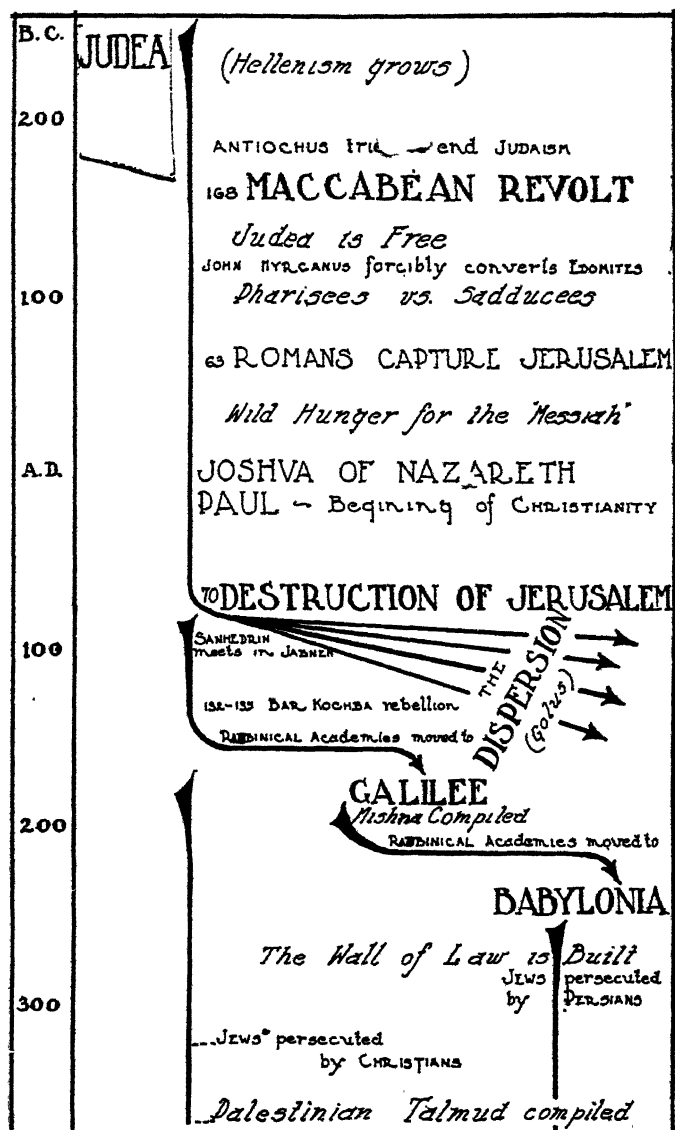 B.C.
JUDEA
(Hellenism grows)
200
ANTIOCHUS end JUDAISM
168 MACCABEAN REVOLT
Judea is Free
JOHN HYRCANUS forcibly converts EDOMITES
100
Pharisees vs. Sadducees
63 ROMANS CAPTURE JERUSALEM
Wild Hunger for the "Messiah"
A.D.
JOSHVA OF NAZARETH
PAUL ~ Begining of CHRISTIANITY
70 DESTRUCTION OF JERUSALEM
100
SANHEDRIN
meets in JABNEH
THE
DISPERSION
(Golus)
132-135 BAR KOCHBA rebellion
RABBINICAL Academies moved to
GALILEE
Mishna Compiled
200
RABBINICAL Academies moved to
BABYLONIA
The Wall of Law is Built
JEWS persecuted
by PERSIANS
300
JEWS persecuted
by CHRISTIANS
Palestinian Talmud compiled